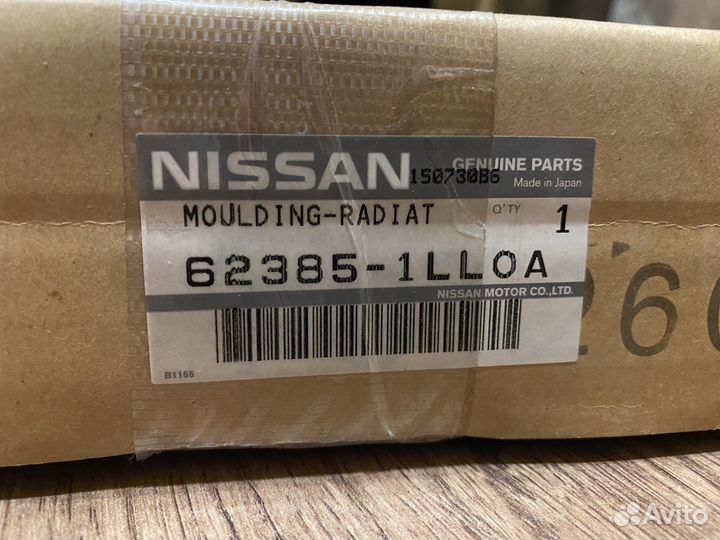 NISSAN
GENUINE PARTS
150730B6
Made in Japan
MOULDING-RADIAT
Q'TY 1
62385-1LL0A
NISSAN MOTOR CO.,LTD.
B1155
Avito